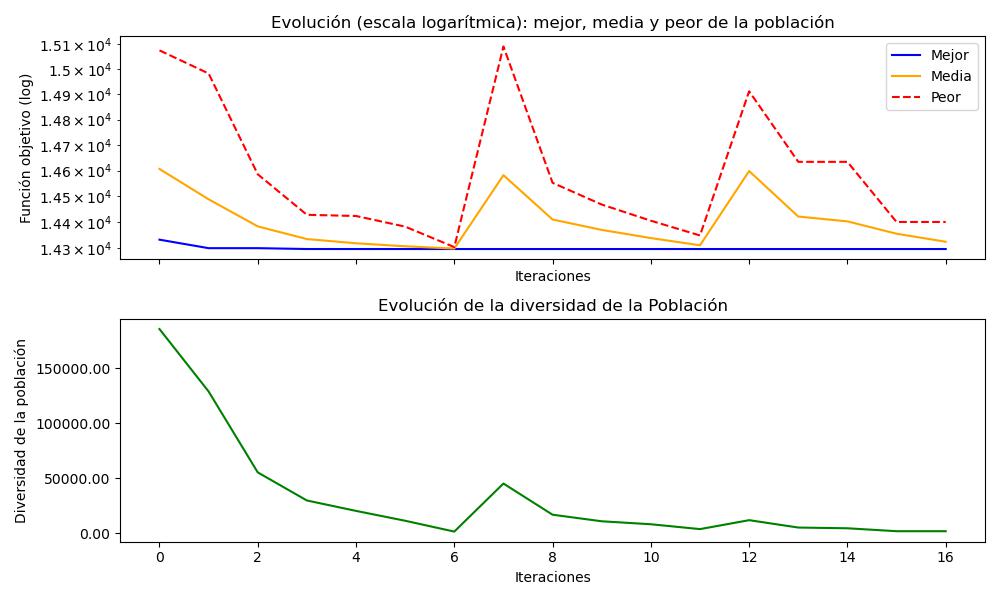 Evolución (escala logarítmica): mejor, media y peor de la población
Función objetivo (log)
1.51 × 10⁴
1.5 × 10⁴
1.49 × 10⁴
1.48 × 10⁴
1.47 × 10⁴
1.46 × 10⁴
1.45 × 10⁴
1.44 × 10⁴
1.43 × 10⁴
Mejor
Media
Peor
Iteraciones
Evolución de la diversidad de la Población
Diversidad de la población
150000.00
100000.00
50000.00
0.00
0 2 4 6 8 10 12 14 16
Iteraciones